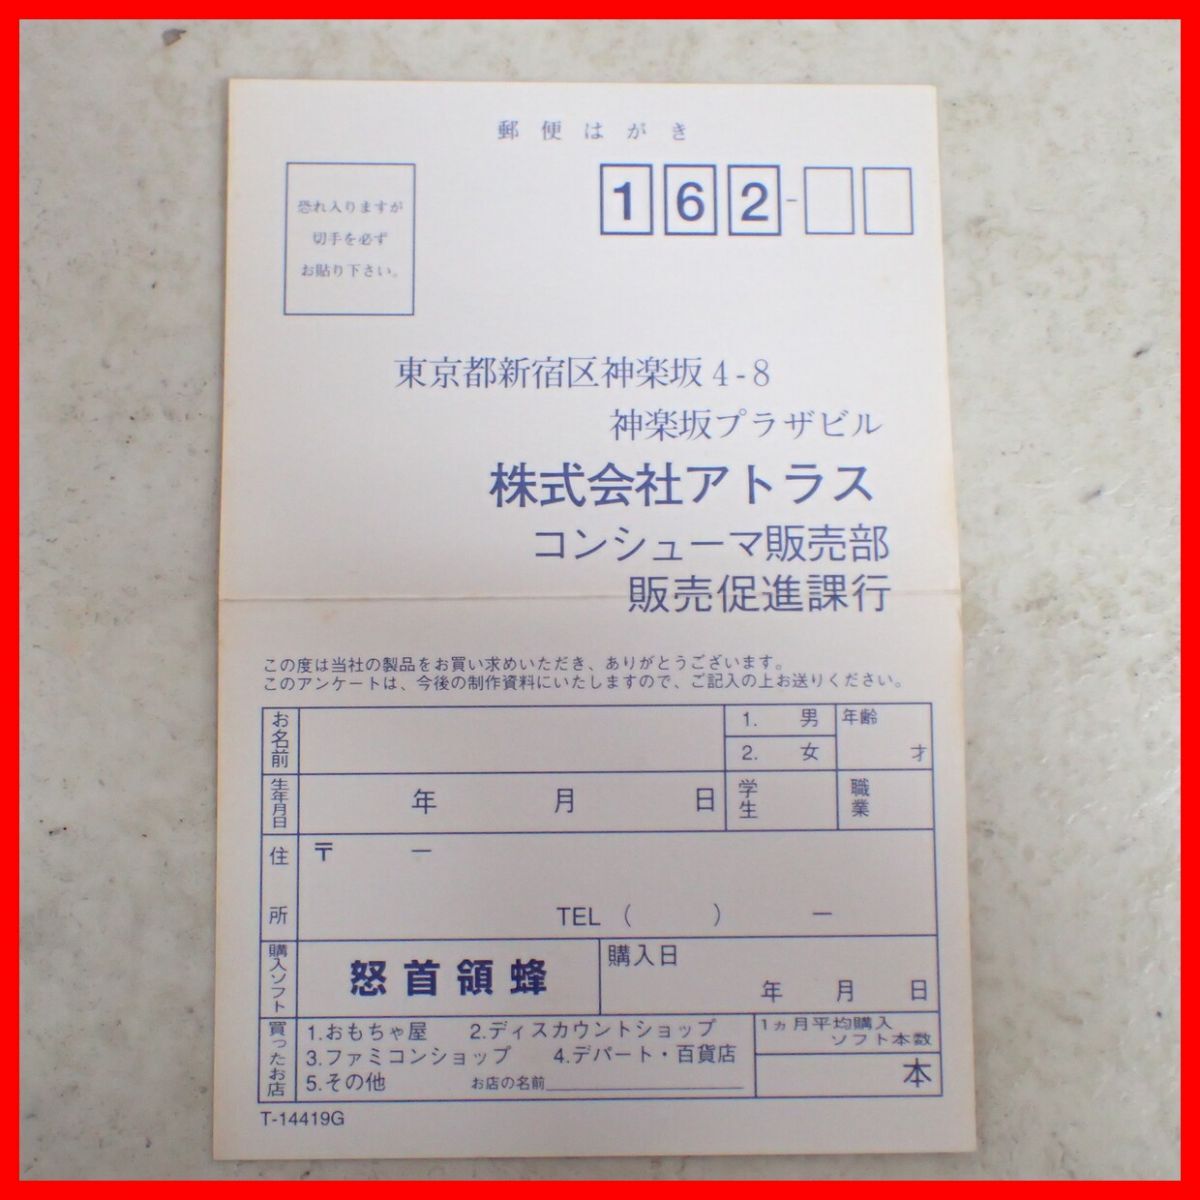 郵便はがき
恐れ入りますが
切手を必ず
お貼り下さい。
162-
東京都新宿区神楽坂4-8
神楽坂プラザビル
株式会社アトラス
コンシューマ販売部
販売促進課行
この度は当社の製品をお買い求めいただき、ありがとうございます。
このアンケートは、今後の制作資料にいたしますので、ご記入の上お送りください。
お名前
1. 男
2. 女
年齢
才
生年月日
年 月 日
学生
職業
住所
〒 ー
TEL ( ) ー
購入ソフト
怒首領蜂
購入日
年 月 日
買ったお店
1.おもちゃ屋 2.ディスカウントショップ
3.ファミコンショップ 4.デパート・百貨店
5.その他 お店の名前
1ヵ月平均購入
ソフト本数
本
T-14419G